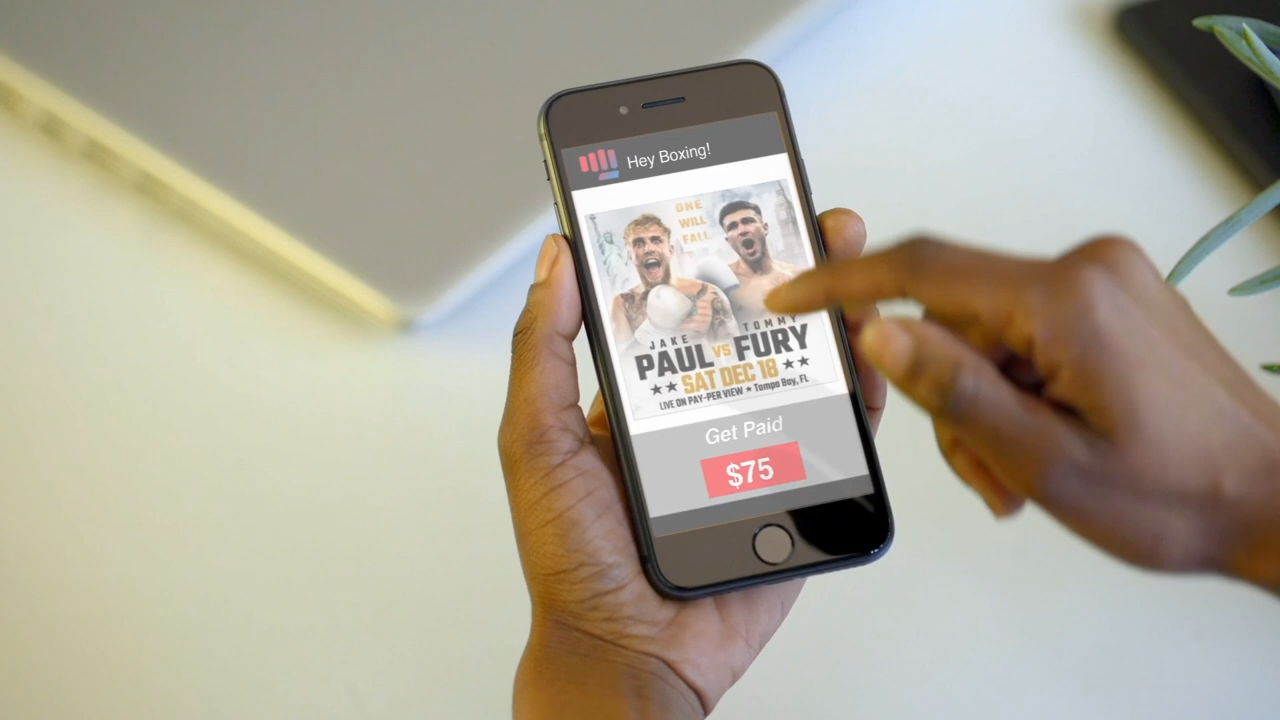 Hey Boxing!
ONE
WILL
FALL
JAKE TOMMY
PAUL VS FURY
★★ SAT DEC 18 ★★
LIVE ON PAY-PER VIEW ★ Tampa Bay, FL
Get Paid
$75